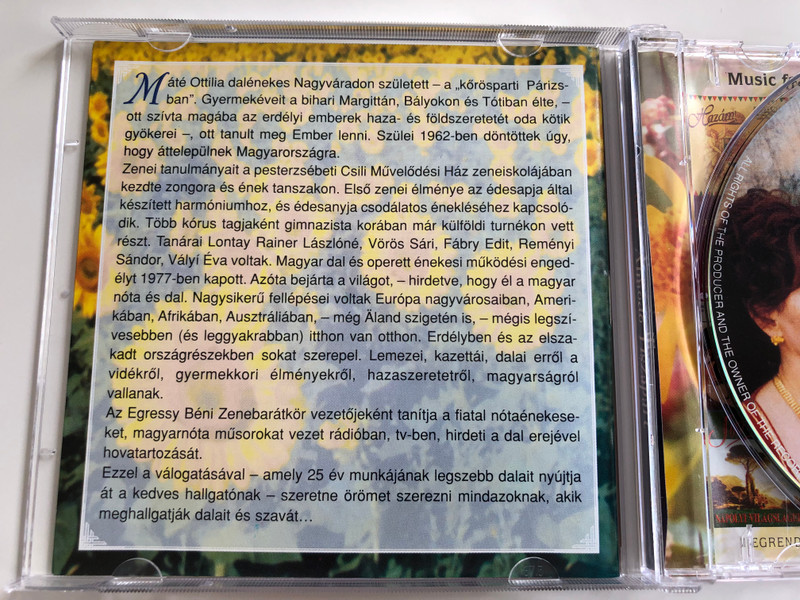 Máté Ottilia dalénekes Nagyváradon született – a „kőrösparti Párizs-
ban". Gyermekéveit a bihari Margittán, Bályokon és Tótiban élte, –
ott szívta magába az erdélyi emberek haza- és földszeretetét oda kötik
gyökerei –, ott tanult meg Ember lenni. Szülei 1962-ben döntöttek úgy,
hogy áttelepülnek Magyarországra.
Zenei tanulmányait a pesterzsébeti Csili Művelődési Ház zeneiskolájában
kezdte zongora és ének tanszakon. Első zenei élménye az édesapja által
készített harmóniumhoz, és édesanyja csodálatos énekléséhez kapcsoló-
dik. Több kórus tagjaként gimnazista korában már külföldi turnékon vett
részt. Tanárai Lontay Rainer Lászlóné, Vörös Sári, Fábry Edit, Reményi
Sándor, Vályí Éva voltak. Magyar dal és operett énekesi működési enged-
élyt 1977-ben kapott. Azóta bejárta a világot, – hirdetve, hogy él a magyar
nóta és dal. Nagysikerű fellépései voltak Európa nagyvárosaiban, Ameri-
kában, Afrikában, Ausztráliában, – még Äland szigetén is, – mégis legszí-
vesebben (és leggyakrabban) itthon van otthon. Erdélyben és az elsza-
kadt országrészekben sokat szerepel. Lemezei, kazettái, dalai erről a
vidékről, gyermekkori élményekről, hazaszeretetről, magyarságról
vallanak.
Az Egressy Béni Zenebarátkör vezetőjeként tanítja a fiatal nótaénekese-
ket, magyarnóta műsorokat vezet rádióban, tv-ben, hirdeti a dal erejével
hovatartozását.
Ezzel a válogatásával – amely 25 év munkájának legszebb dalait nyújtja
át a kedves hallgatónak – szeretne örömet szerezni mindazoknak, akik
meghallgatják dalait és szavát...
Music
Hazám
ALL RIGHTS OF THE PRODUCER AND THE OWNER OF THE